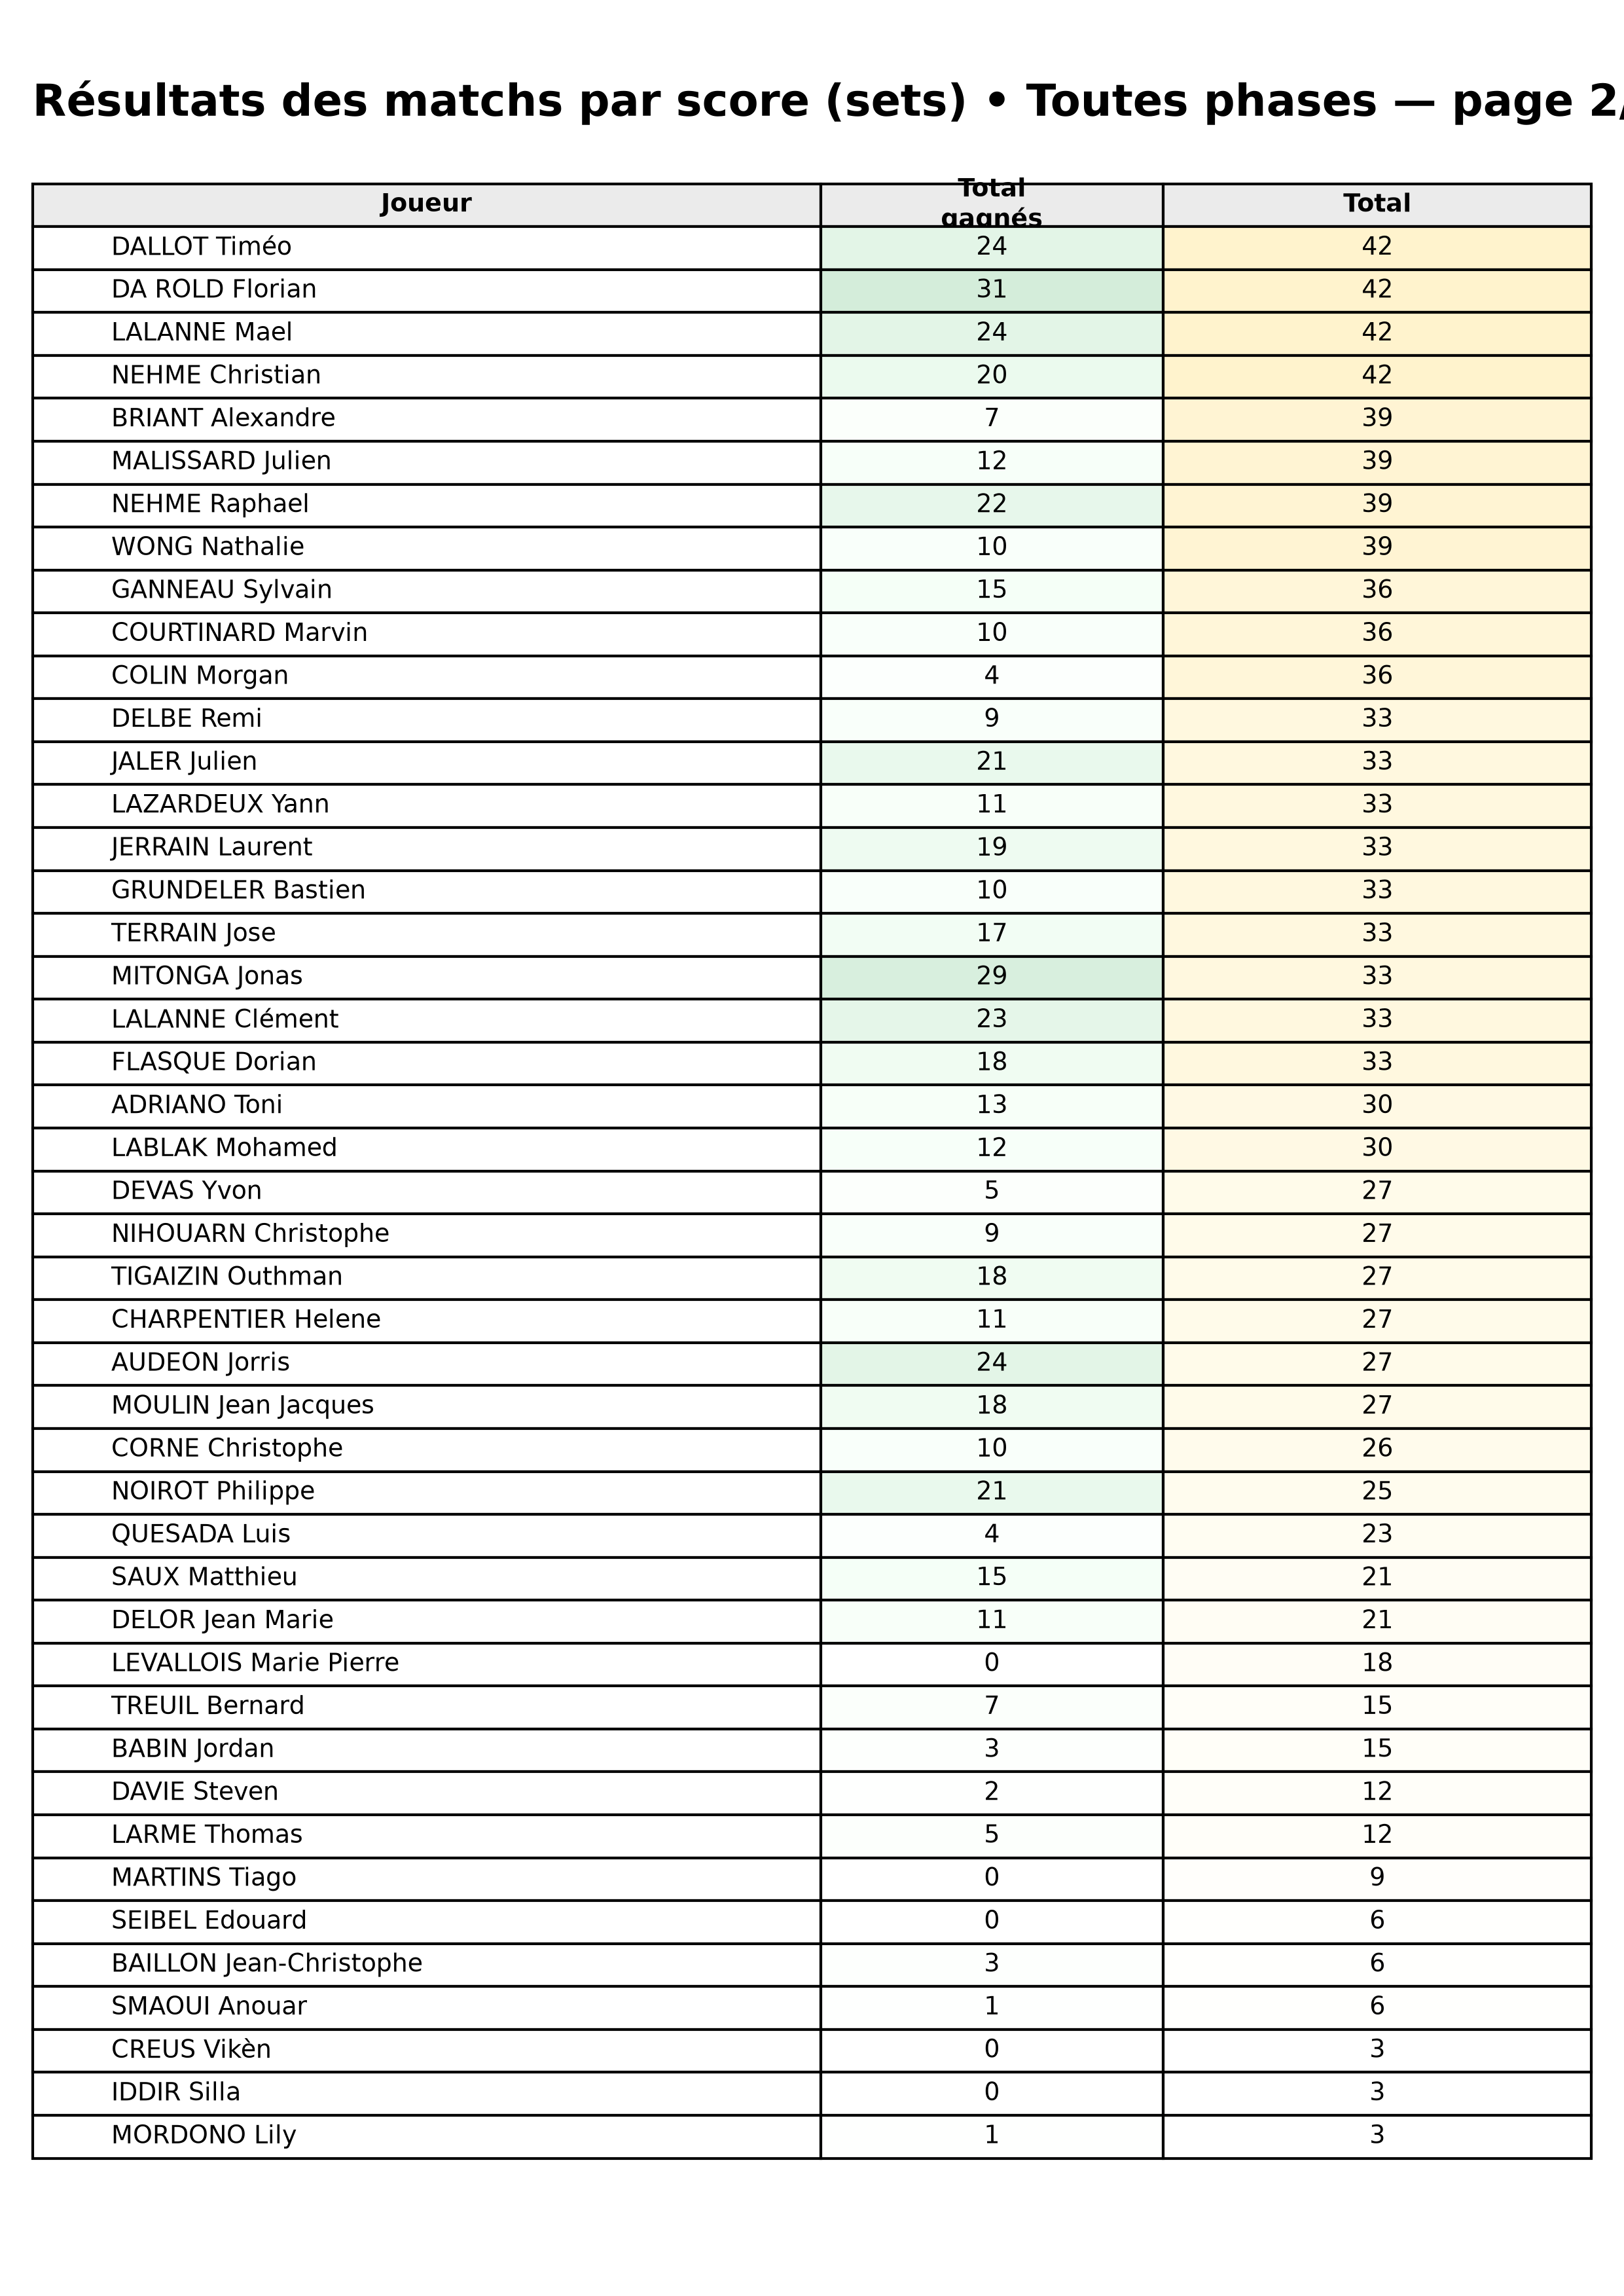 Résultats des matchs par score (sets) • Toutes phases — page 2/
Joueur Total gagnés Total
DALLOT Timéo 24 42
DA ROLD Florian 31 42
LALANNE Mael 24 42
NEHME Christian 20 42
BRIANT Alexandre 7 39
MALISSARD Julien 12 39
NEHME Raphael 22 39
WONG Nathalie 10 39
GANNEAU Sylvain 15 36
COURTINARD Marvin 10 36
COLIN Morgan 4 36
DELBE Remi 9 33
JALER Julien 21 33
LAZARDEUX Yann 11 33
JERRAIN Laurent 19 33
GRUNDELER Bastien 10 33
TERRAIN Jose 17 33
MITONGA Jonas 29 33
LALANNE Clément 23 33
FLASQUE Dorian 18 33
ADRIANO Toni 13 30
LABLAK Mohamed 12 30
DEVAS Yvon 5 27
NIHOUARN Christophe 9 27
TIGAIZIN Outhman 18 27
CHARPENTIER Helene 11 27
AUDEON Jorris 24 27
MOULIN Jean Jacques 18 27
CORNE Christophe 10 26
NOIROT Philippe 21 25
QUESADA Luis 4 23
SAUX Matthieu 15 21
DELOR Jean Marie 11 21
LEVALLOIS Marie Pierre 0 18
TREUIL Bernard 7 15
BABIN Jordan 3 15
DAVIE Steven 2 12
LARME Thomas 5 12
MARTINS Tiago 0 9
SEIBEL Edouard 0 6
BAILLON Jean-Christophe 3 6
SMAOUI Anouar 1 6
CREUS Vikèn 0 3
IDDIR Silla 0 3
MORDONO Lily 1 3